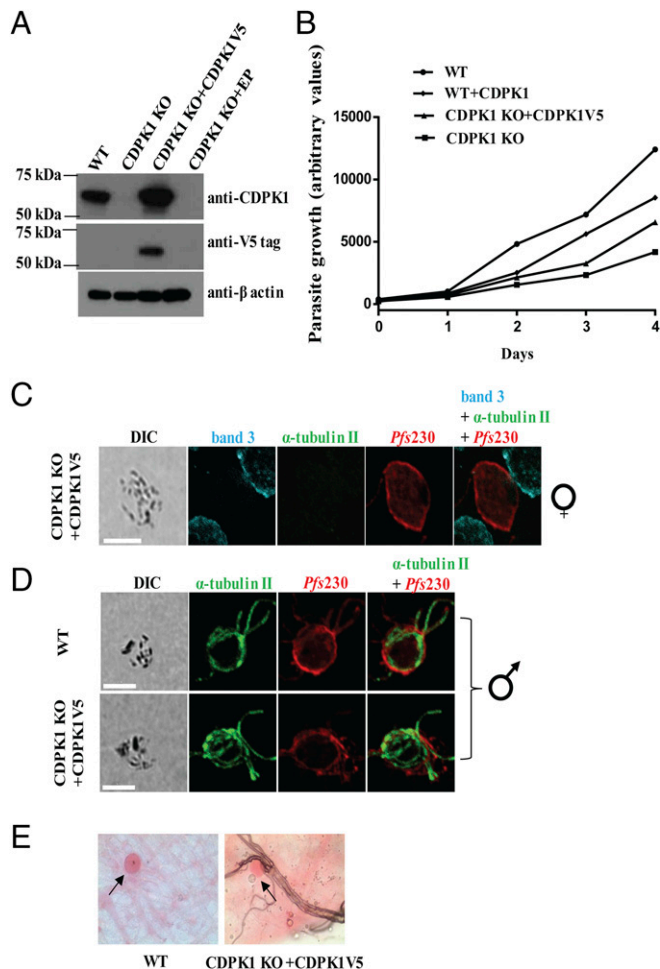 A
WT
CDPK1 KO
CDPK1 KO+CDPK1V5
CDPK1 KO+EP
75 kDa
50 kDa
anti-CDPK1
75 kDa
50 kDa
anti-V5 tag
anti-β actin
B
Parasite growth (arbitrary values)
15000
10000
5000
0
0 1 2 3 4
Days
WT
WT+CDPK1
CDPK1 KO+CDPK1V5
CDPK1 KO
C
CDPK1 KO
+CDPK1V5
DIC
band 3
α-tubulin II
Pfs230
band 3
+ α-tubulin II
+ Pfs230
♀
D
DIC
α-tubulin II
Pfs230
α-tubulin II
+ Pfs230
WT
CDPK1 KO
+CDPK1V5
♂
E
WT
CDPK1 KO +CDPK1V5